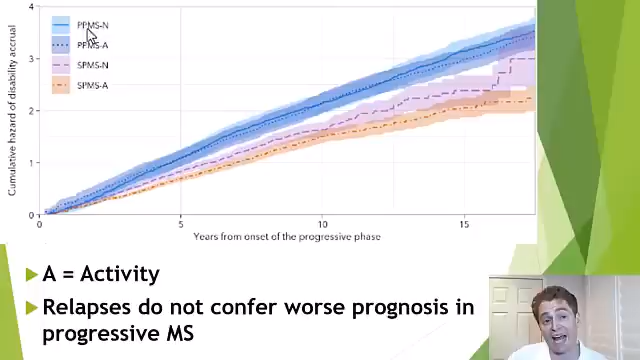 4
3
2
1
0
Cumulative hazard of disability accrual
PPMS-N
PPMS-A
SPMS-N
SPMS-A
0 5 10 15
Years from onset of the progressive phase
A = Activity
Relapses do not confer worse prognosis in
progressive MS